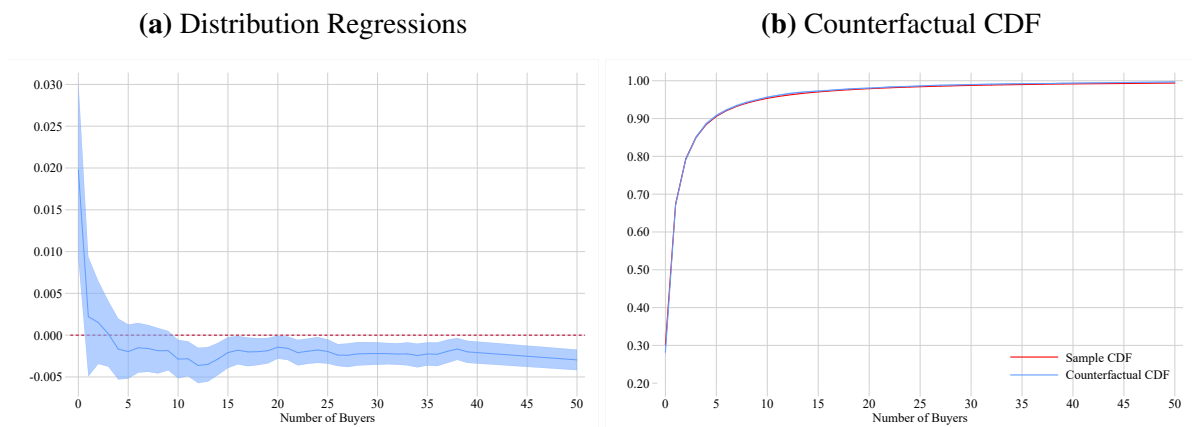 (a) Distribution Regressions
0.030
0.025
0.020
0.015
0.010
0.005
0.000
-0.005
0 5 10 15 20 25 30 35 40 45 50
Number of Buyers
(b) Counterfactual CDF
1.00
0.90
0.80
0.70
0.60
0.50
0.40
0.30
0.20
Sample CDF
Counterfactual CDF
0 5 10 15 20 25 30 35 40 45 50
Number of Buyers